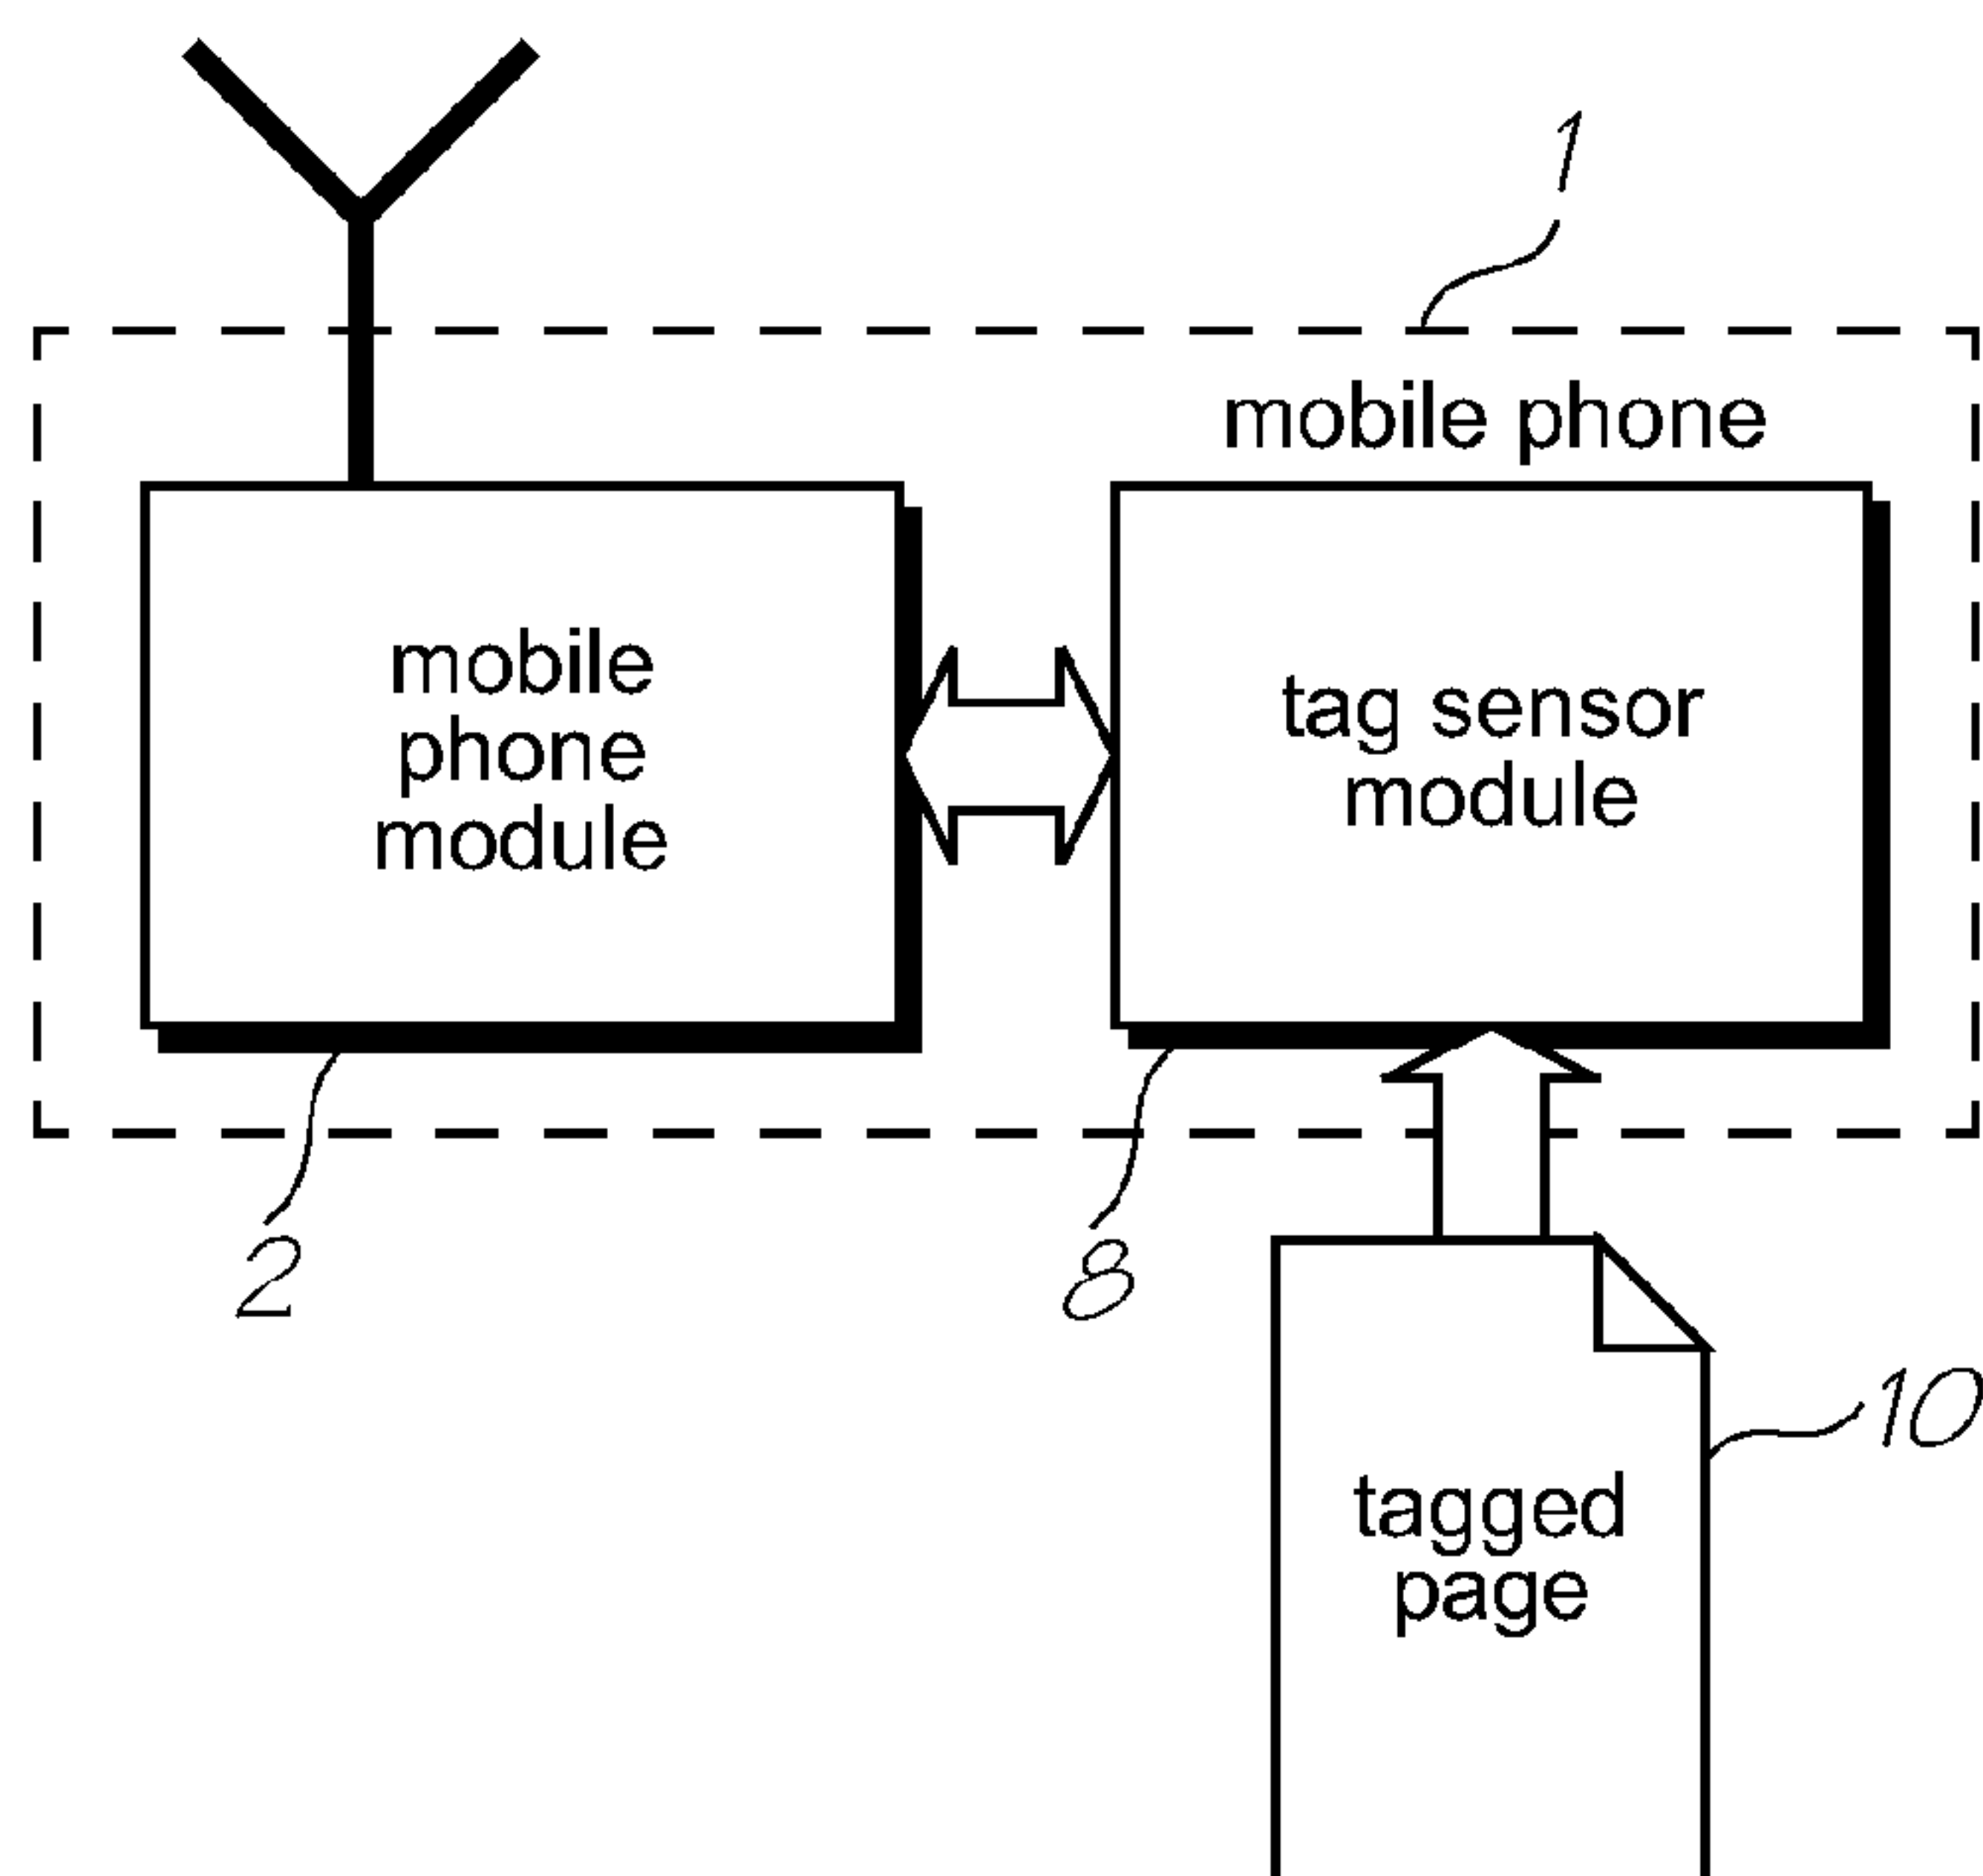 1
mobile phone
mobile
phone
module
tag sensor
module
2
8
10
tagged
page